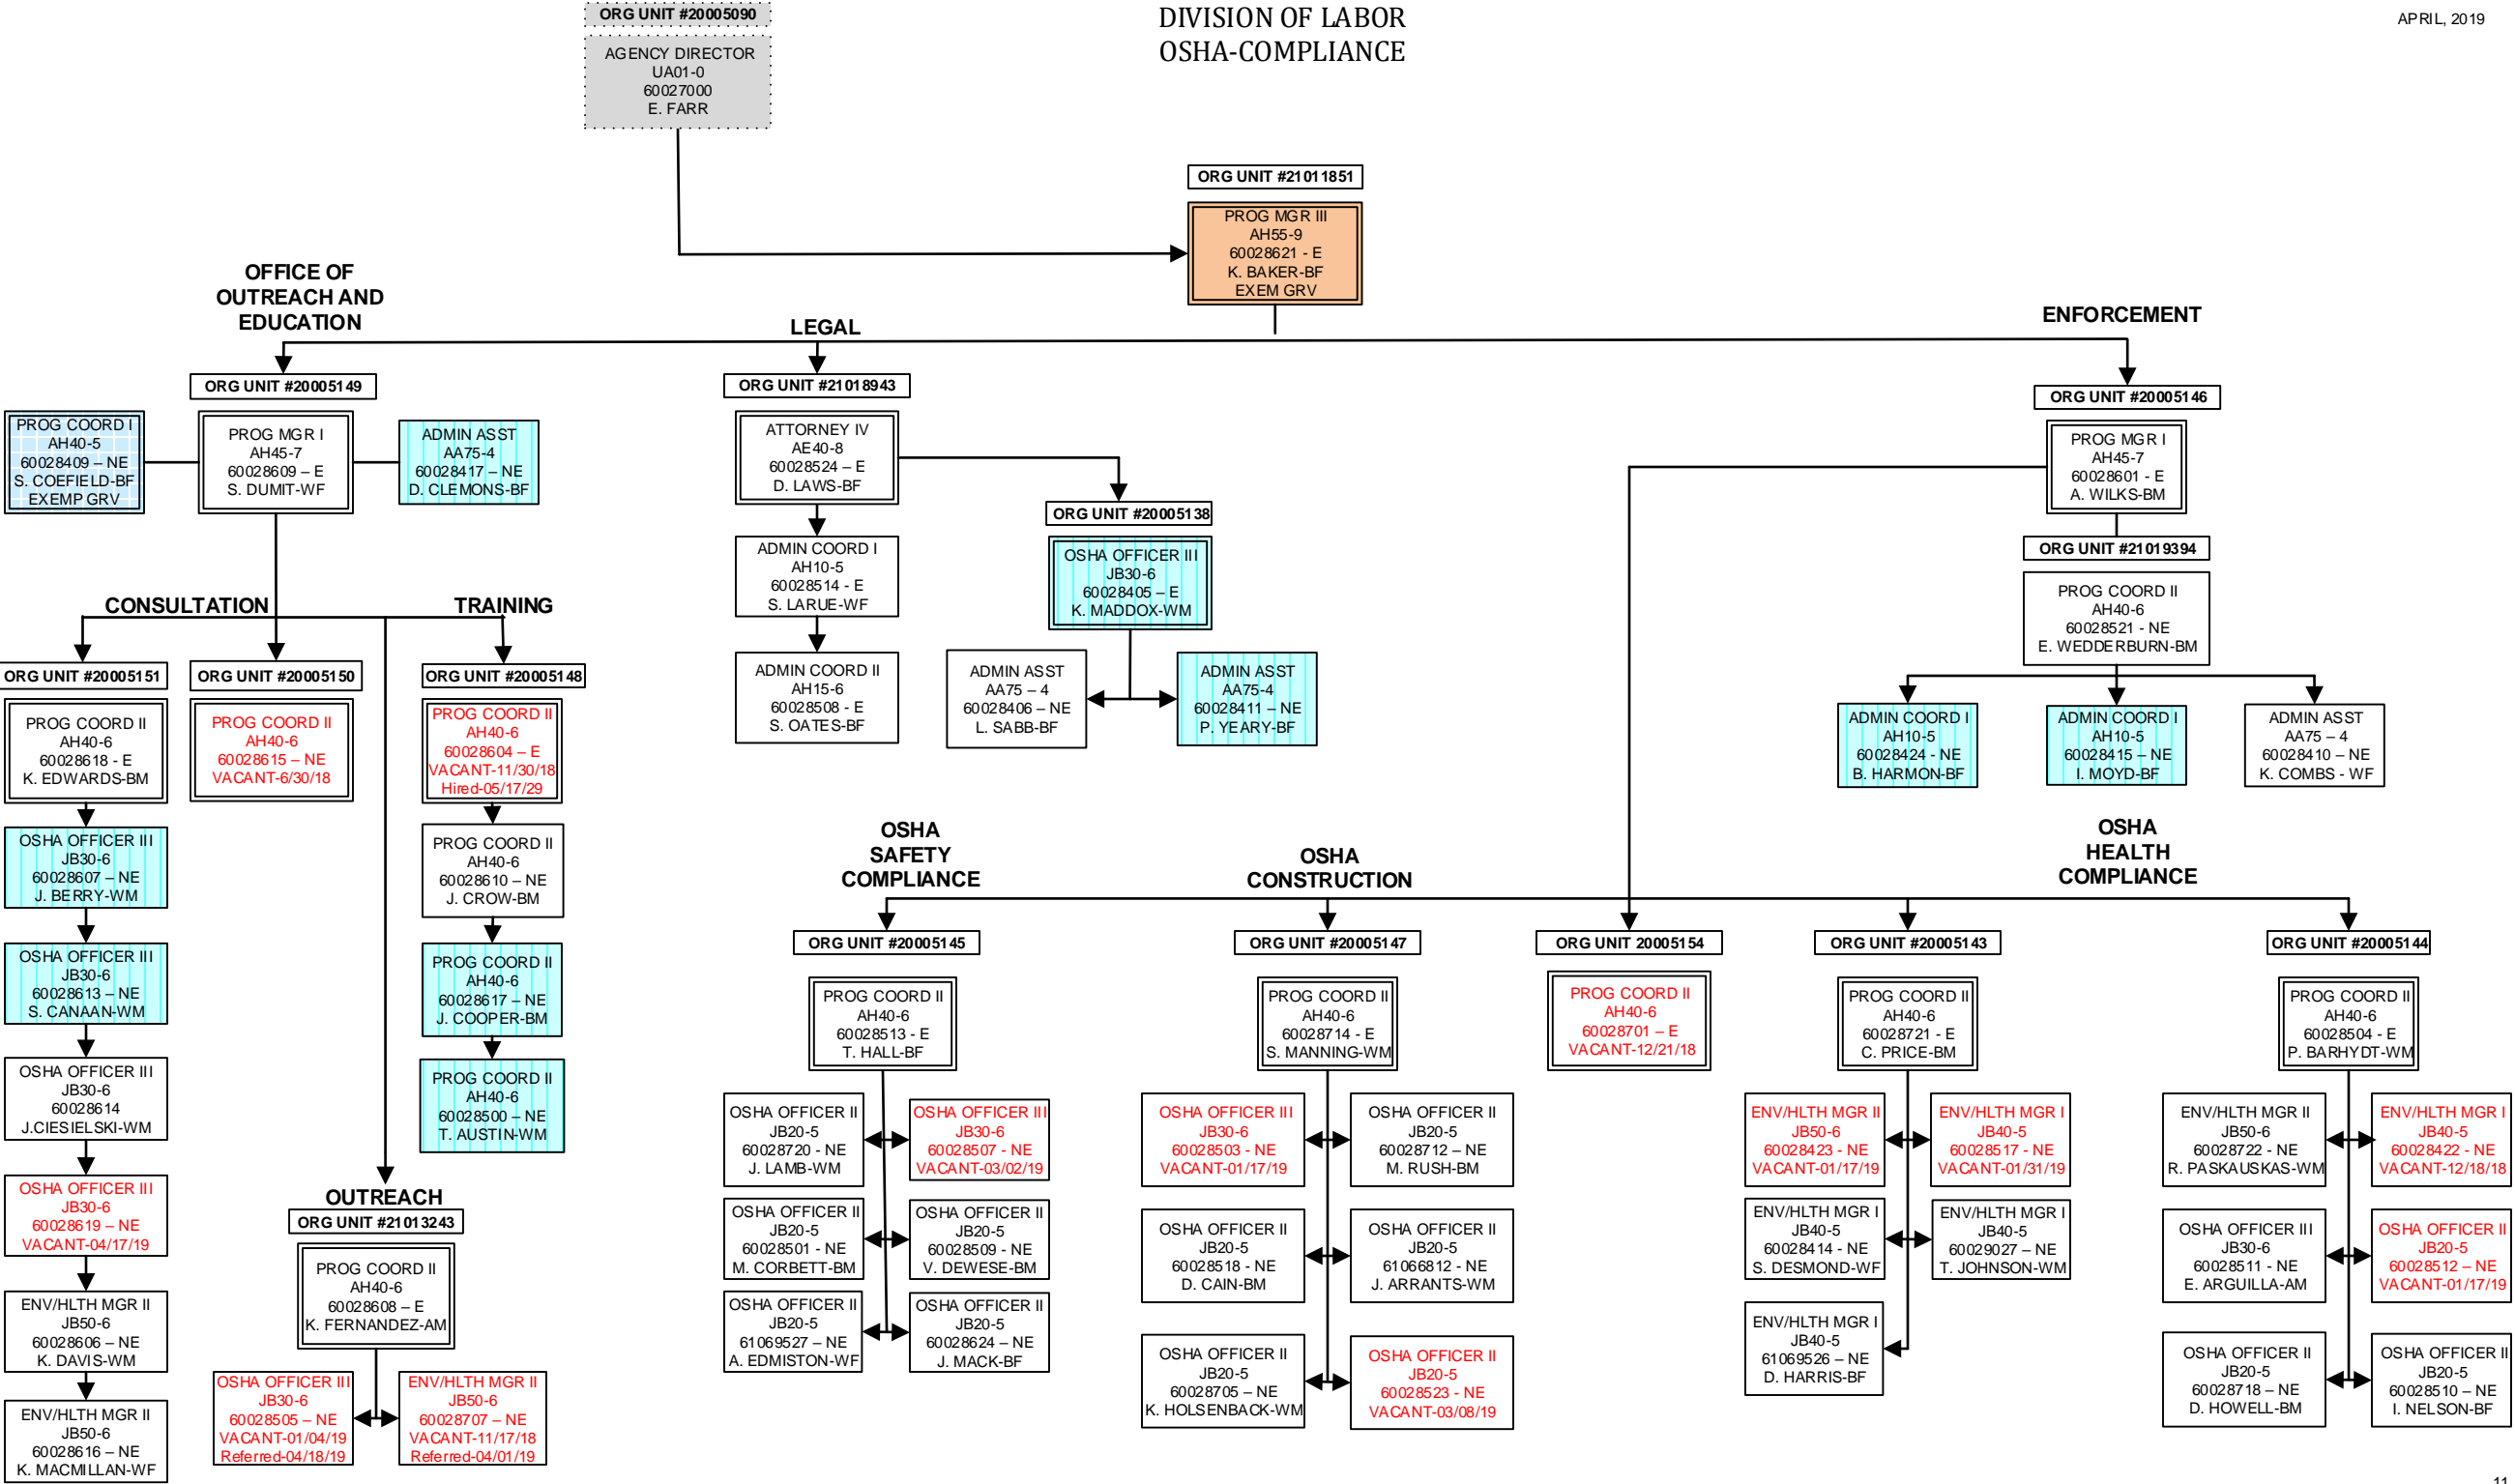 ORG UNIT #20005090
DIVISION OF LABOR
OSHA-COMPLIANCE
APRIL, 2019
AGENCY DIRECTOR
UA01-0
60027000
E. FARR
ORG UNIT #21011851
PROG MGR III
AH55-9
60028621 - E
K. BAKER-BF
EXEM GRV
OFFICE OF
OUTREACH AND
EDUCATION
LEGAL
ENFORCEMENT
ORG UNIT #20005149
PROG COORD I
AH40-5
60028409 – NE
S. COEFIELD-BF
EXEMP GRV
PROG MGR I
AH45-7
60028609 – E
S. DUMIT-WF
ADMIN ASST
AA75-4
60028417 – NE
D. CLEMONS-BF
ORG UNIT #21018943
ATTORNEY IV
AE40-8
60028524 – E
D. LAWS-BF
ADMIN COORD I
AH10-5
60028514 - E
S. LARUE-WF
ADMIN COORD II
AH15-6
60028508 - E
S. OATES-BF
ORG UNIT #20005138
OSHA OFFICER III
JB30-6
60028405 – E
K. MADDOX-WM
ADMIN ASST
AA75 – 4
60028406 – NE
L. SABB-BF
ADMIN ASST
AA75-4
60028411 – NE
P. YEARY-BF
ORG UNIT #20005146
PROG MGR I
AH45-7
60028601 - E
A. WILKS-BM
ORG UNIT #21019394
PROG COORD II
AH40-6
60028521 - NE
E. WEDDERBURN-BM
ADMIN COORD I
AH10-5
60028424 - NE
B. HARMON-BF
ADMIN COORD I
AH10-5
60028415 – NE
I. MOYD-BF
ADMIN ASST
AA75 – 4
60028410 – NE
K. COMBS - WF
CONSULTATION
TRAINING
ORG UNIT #20005151
PROG COORD II
AH40-6
60028618 - E
K. EDWARDS-BM
OSHA OFFICER III
JB30-6
60028607 – NE
J. BERRY-WM
OSHA OFFICER III
JB30-6
60028613 – NE
S. CANAAN-WM
OSHA OFFICER III
JB30-6
60028614
J.CIESIELSKI-WM
OSHA OFFICER III
JB30-6
60028619 – NE
VACANT-04/17/19
ENV/HLTH MGR II
JB50-6
60028606 – NE
K. DAVIS-WM
ENV/HLTH MGR II
JB50-6
60028616 – NE
K. MACMILLAN-WF
ORG UNIT #20005150
PROG COORD II
AH40-6
60028615 – NE
VACANT-6/30/18
ORG UNIT #20005148
PROG COORD II
AH40-6
60028604 – E
VACANT-11/30/18
Hired-05/17/29
PROG COORD II
AH40-6
60028610 – NE
J. CROW-BM
PROG COORD II
AH40-6
60028617 – NE
J. COOPER-BM
PROG COORD II
AH40-6
60028500 – NE
T. AUSTIN-WM
OUTREACH
ORG UNIT #21013243
PROG COORD II
AH40-6
60028608 – E
K. FERNANDEZ-AM
OSHA OFFICER III
JB30-6
60028505 – NE
VACANT-01/04/19
Referred-04/18/19
ENV/HLTH MGR II
JB50-6
60028707 – NE
VACANT-11/17/18
Referred-04/01/19
OSHA
SAFETY
COMPLIANCE
OSHA
CONSTRUCTION
OSHA
HEALTH
COMPLIANCE
ORG UNIT #20005145
PROG COORD II
AH40-6
60028513 - E
T. HALL-BF
OSHA OFFICER II
JB20-5
60028720 - NE
J. LAMB-WM
OSHA OFFICER III
JB30-6
60028507 - NE
VACANT-03/02/19
OSHA OFFICER II
JB20-5
60028501 - NE
M. CORBETT-BM
OSHA OFFICER II
JB20-5
60028509 - NE
V. DEWESE-BM
OSHA OFFICER II
JB20-5
61069527 – NE
A. EDMISTON-WF
OSHA OFFICER II
JB20-5
60028624 – NE
J. MACK-BF
ORG UNIT #20005147
PROG COORD II
AH40-6
60028714 - E
S. MANNING-WM
OSHA OFFICER III
JB30-6
60028503 - NE
VACANT-01/17/19
OSHA OFFICER II
JB20-5
60028712 – NE
M. RUSH-BM
OSHA OFFICER II
JB20-5
60028518 - NE
D. CAIN-BM
OSHA OFFICER II
JB20-5
61066812 - NE
J. ARRANTS-WM
OSHA OFFICER II
JB20-5
60028705 – NE
K. HOLSENBACK-WM
OSHA OFFICER II
JB20-5
60028523 - NE
VACANT-03/08/19
ORG UNIT 20005154
PROG COORD II
AH40-6
60028701 – E
VACANT-12/21/18
ORG UNIT #20005143
PROG COORD II
AH40-6
60028721 - E
C. PRICE-BM
ENV/HLTH MGR II
JB50-6
60028423 - NE
VACANT-01/17/19
ENV/HLTH MGR I
JB40-5
60028517 - NE
VACANT-01/31/19
ENV/HLTH MGR I
JB40-5
60028414 - NE
S. DESMOND-WF
ENV/HLTH MGR I
JB40-5
60029027 – NE
T. JOHNSON-WM
ENV/HLTH MGR I
JB40-5
61069526 – NE
D. HARRIS-BF
ORG UNIT #20005144
PROG COORD II
AH40-6
60028504 - E
P. BARHYDT-WM
ENV/HLTH MGR II
JB50-6
60028722 - NE
R. PASKAUSKAS-WM
ENV/HLTH MGR I
JB40-5
60028422 - NE
VACANT-12/18/18
OSHA OFFICER III
JB30-6
60028511 - NE
E. ARGUILLA-AM
OSHA OFFICER II
JB20-5
60028512 – NE
VACANT-01/17/19
OSHA OFFICER II
JB20-5
60028718 – NE
D. HOWELL-BM
OSHA OFFICER II
JB20-5
60028510 - NE
I. NELSON-BF
11